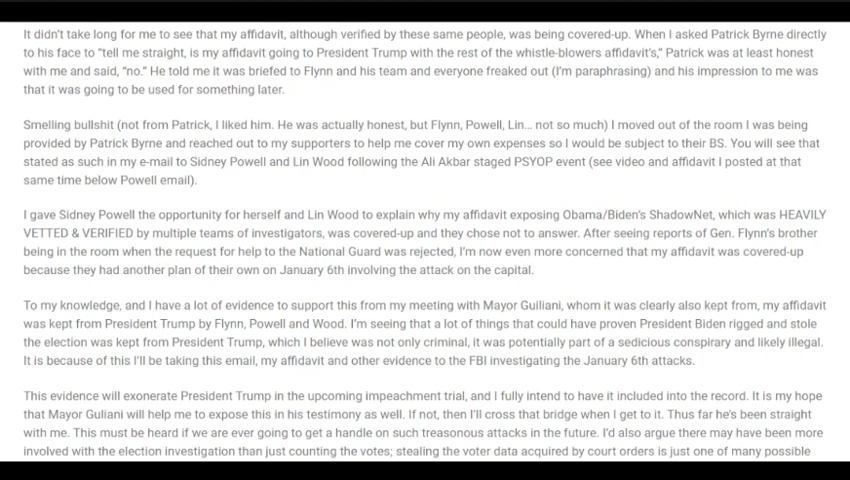 It didn't take long for me to see that my affidavit, although verified by these same people, was being covered-up. When I asked Patrick Byrne directly
to his face to "tell me straight, is my affidavit going to President Trump with the rest of the whistle-blowers affidavit's," Patrick was at least honest
with me and said, "no." He told me it was briefed to Flynn and his team and everyone freaked out (I'm paraphrasing) and his impression to me was
that it was going to be used for something later.
Smelling bullshit (not from Patrick, I liked him. He was actually honest, but Flynn, Powell, Lin... not so much) I moved out of the room I was being
provided by Patrick Byrne and reached out to my supporters to help me cover my own expenses so I would be subject to their BS. You will see that
stated as such in my e-mail to Sidney Powell and Lin Wood following the Ali Akbar staged PSYOP event (see video and affidavit I posted at that
same time below Powell email).
I gave Sidney Powell the opportunity for herself and Lin Wood to explain why my affidavit exposing Obama/Biden's ShadowNet, which was HEAVILY
VETTED & VERIFIED by multiple teams of investigators, was covered-up and they chose not to answer. After seeing reports of Gen. Flynn's brother
being in the room when the request for help to the National Guard was rejected, I'm now even more concerned that my affidavit was covered-up
because they had another plan of their own on January 6th involving the attack on the capital.
To my knowledge, and I have a lot of evidence to support this from my meeting with Mayor Guiliani, whom it was clearly also kept from, my affidavit
was kept from President Trump by Flynn, Powell and Wood. I'm seeing that a lot of things that could have proven President Biden rigged and stole
the election was kept from President Trump, which I believe was not only criminal, it was potentially part of a sedicious conspirary and likely illegal.
It is because of this I'll be taking this email, my affidavit and other evidence to the FBI investigating the January 6th attacks.
This evidence will exonerate President Trump in the upcoming impeachment trial, and I fully intend to have it included into the record. It is my hope
that Mayor Guliani will help me to expose this in his testimony as well. If not, then I'll cross that bridge when I get to it. Thus far he's been straight
with me. This must be heard if we are ever going to get a handle on such treasonous attacks in the future. I'd also argue there may have been more
involved with the election investigation than just counting the votes; stealing the voter data acquired by court orders is just one of many possible